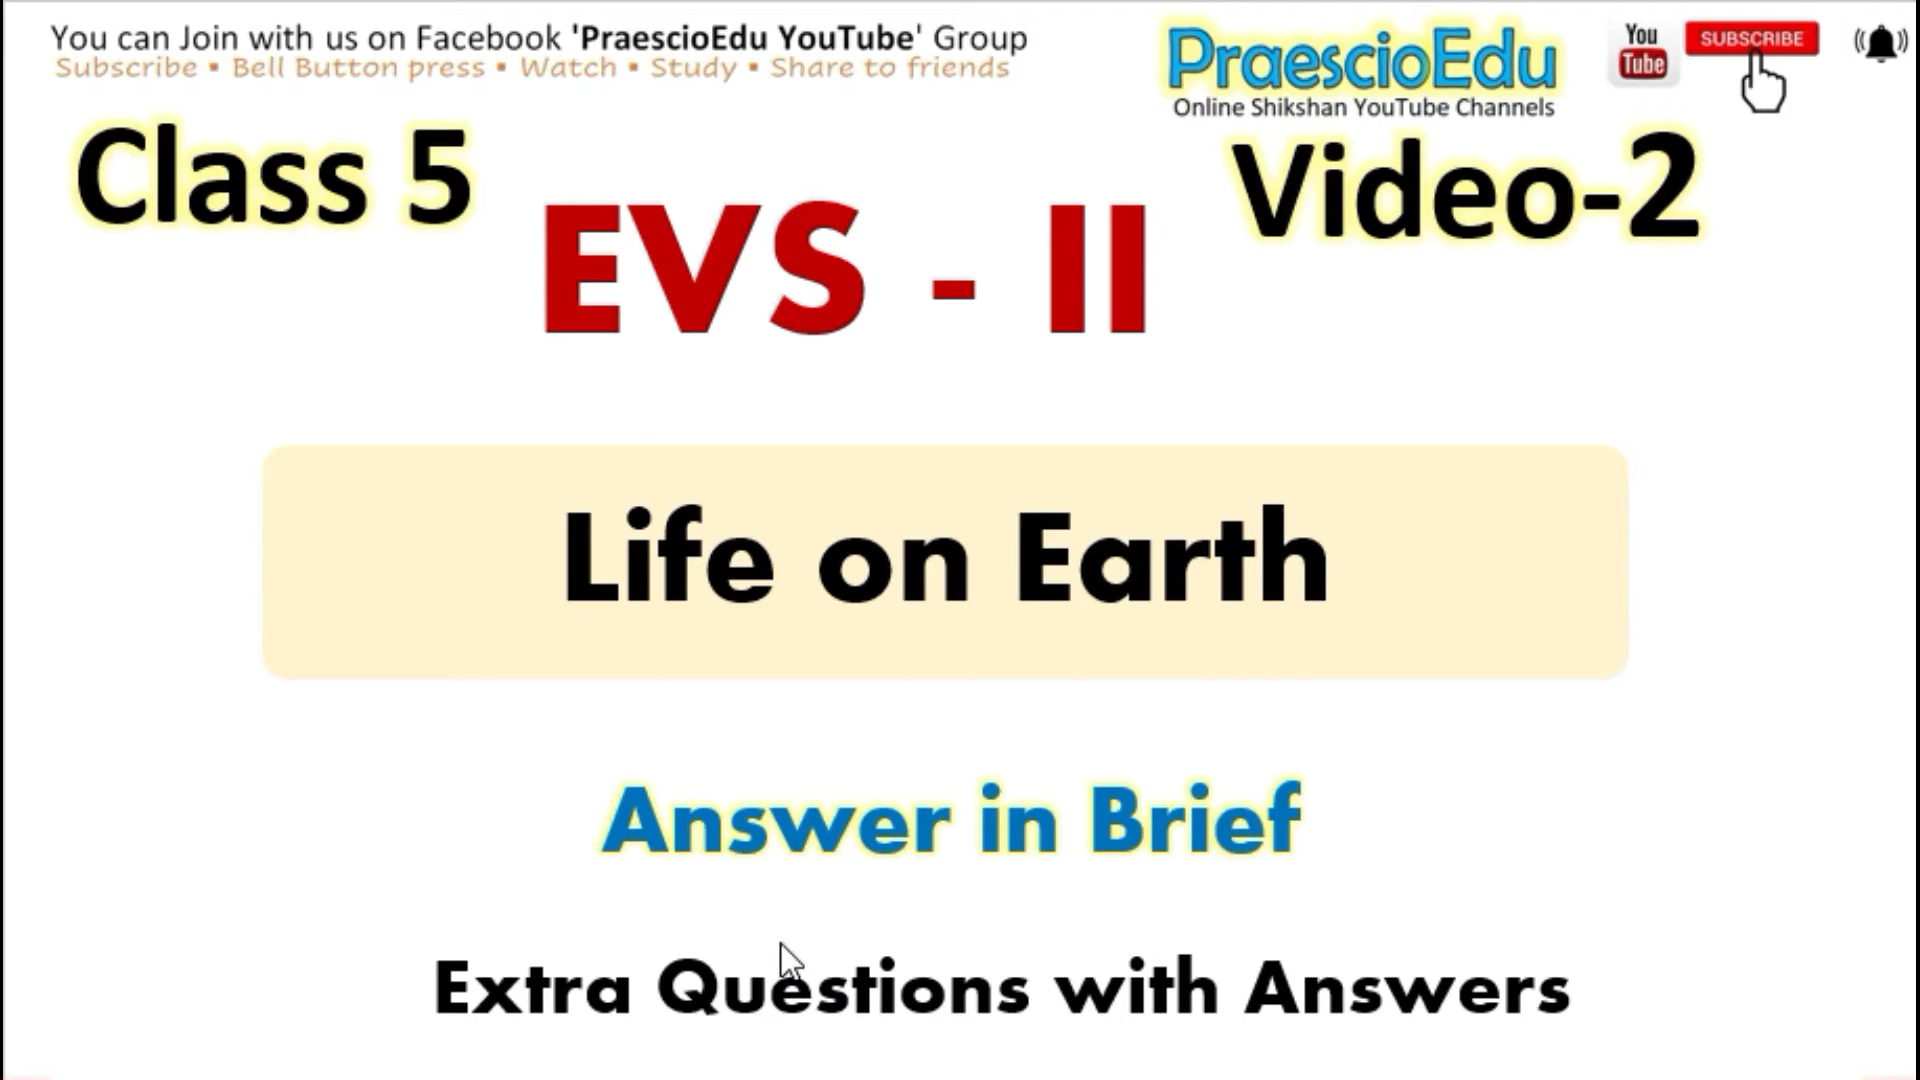 You can Join with us on Facebook 'PraescioEdu YouTube' Group
Subscribe ▪ Bell Button press ▪ Watch ▪ Study ▪ Share to friends
PraescioEdu
Online Shikshan YouTube Channels
You
Tube
SUBSCRIBE
Class 5
EVS - II
Video-2
Life on Earth
Answer in Brief
Extra Questions with Answers